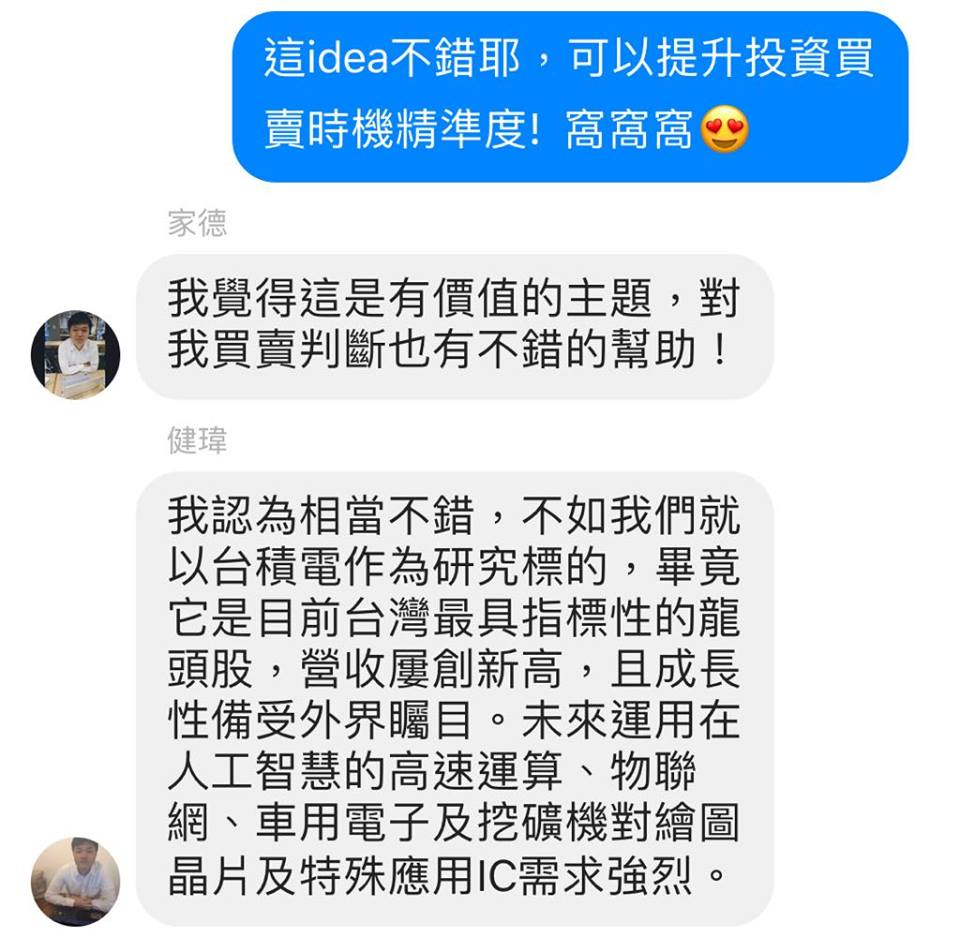 這idea不錯耶，可以提升投資買
賣時機精準度! 窩窩窩😍
家德
我覺得這是有價值的主題，對
我買賣判斷也有不錯的幫助！
健瑋
我認為相當不錯，不如我們就
以台積電作為研究標的，畢竟
它是目前台灣最具指標性的龍
頭股，營收屢創新高，且成長
性備受外界矚目。未來運用在
人工智慧的高速運算、物聯
網、車用電子及挖礦機對繪圖
晶片及特殊應用IC需求強烈。